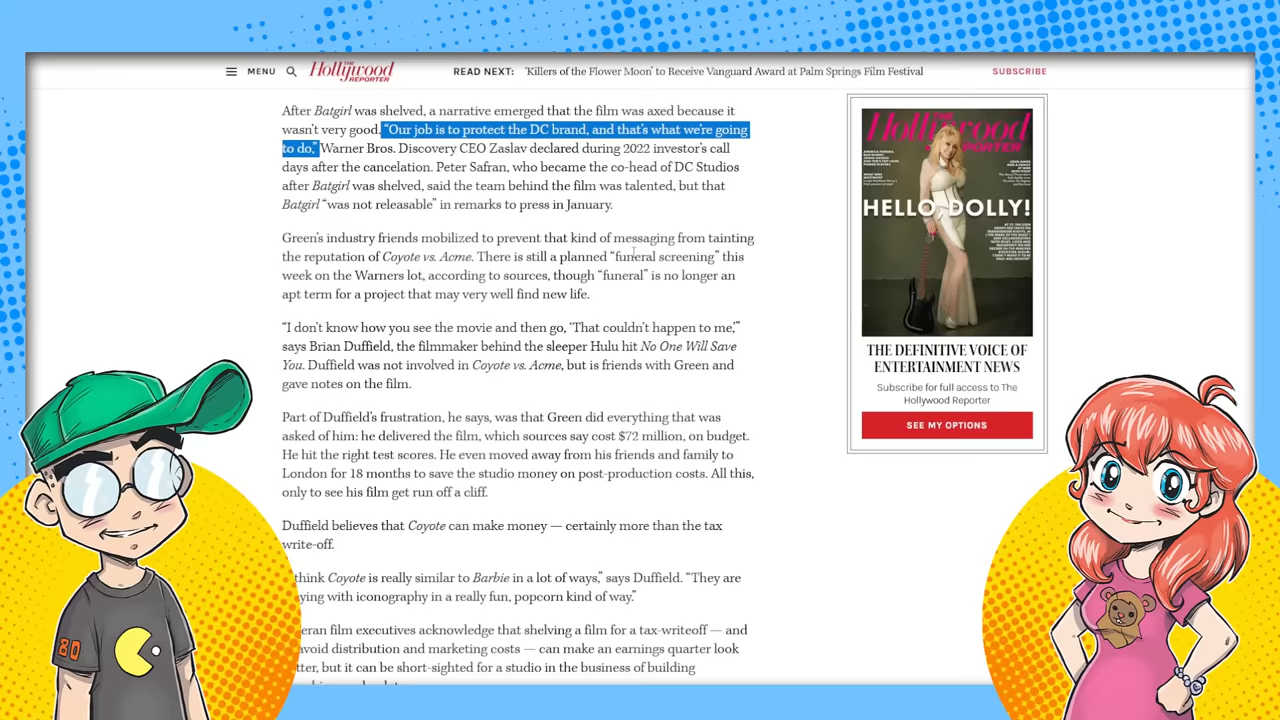 MENU
THE
Hollywood
REPORTER
READ NEXT: 'Killers of the Flower Moon' to Receive Vanguard Award at Palm Springs Film Festival
SUBSCRIBE
After Batgirl was shelved, a narrative emerged that the film was axed because it
wasn't very good. “Our job is to protect the DC brand, and that's what we're going
to do,” Warner Bros. Discovery CEO Zaslav declared during 2022 investor's call
days after the cancelation. Peter Safran, who became the co-head of DC Studios
after Batgirl was shelved, said the team behind the film was talented, but that
Batgirl “was not releasable” in remarks to press in January.
Green's industry friends mobilized to prevent that kind of messaging from tainting
the reputation of Coyote vs. Acme. There is still a planned “funeral screening” this
week on the Warners lot, according to sources, though “funeral” is no longer an
apt term for a project that may very well find new life.
“I don't know how you see the movie and then go, 'That couldn't happen to me,'”
says Brian Duffield, the filmmaker behind the sleeper Hulu hit No One Will Save
You. Duffield was not involved in Coyote vs. Acme, but is friends with Green and
gave notes on the film.
Part of Duffield's frustration, he says, was that Green did everything that was
asked of him: he delivered the film, which sources say cost $72 million, on budget.
He hit the right test scores. He even moved away from his friends and family to
London for 18 months to save the studio money on post-production costs. All this,
only to see his film get run off a cliff.
Duffield believes that Coyote can make money — certainly more than the tax
write-off.
think Coyote is really similar to Barbie in a lot of ways,” says Duffield. “They are
ying with iconography in a really fun, popcorn kind of way.”
eran film executives acknowledge that shelving a film for a tax-writeoff — and
avoid distribution and marketing costs — can make an earnings quarter look
tter, but it can be short-sighted for a studio in the business of building
THE
Hollywood
REPORTER
HELLO, DOLLY!
THE DEFINITIVE VOICE OF
ENTERTAINMENT NEWS
Subscribe for full access to The
Hollywood Reporter
SEE MY OPTIONS
80